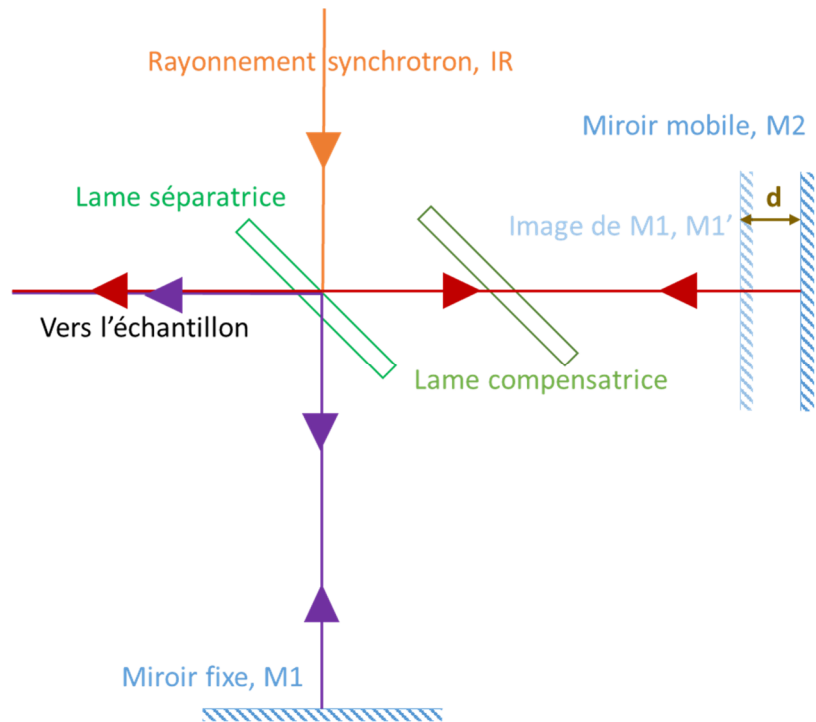 Rayonnement synchrotron, IR
Miroir mobile, M2
Lame séparatrice
d
Image de M1, M1’
Vers l’échantillon
Lame compensatrice
Miroir fixe, M1